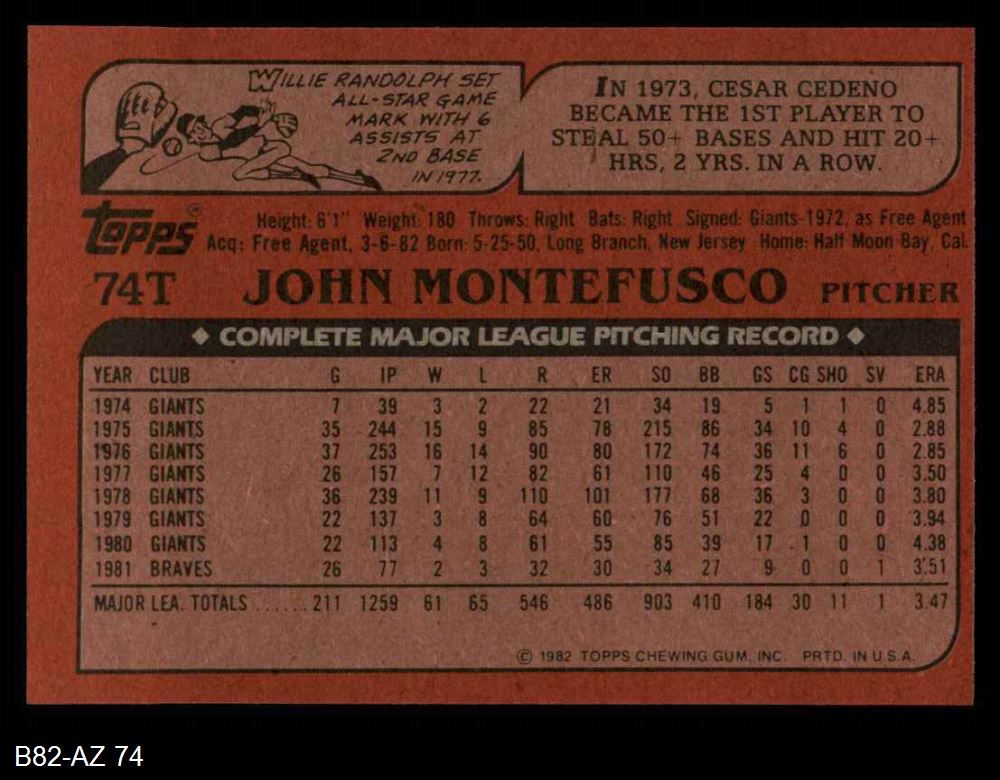 WILLIE RANDOLPH SET
ALL-STAR GAME
MARK WITH 6
ASSISTS AT
2ND BASE
IN 1977.
IN 1973, CESAR CEDENO
BECAME THE 1ST PLAYER TO
STEAL 50+ BASES AND HIT 20+
HRS, 2 YRS. IN A ROW.
Topps® Height: 6'1" Weight: 180 Throws: Right Bats: Right Signed: Giants-1972, as Free Agent
Acq: Free Agent, 3-6-82 Born: 5-25-50, Long Branch, New Jersey Home: Half Moon Bay, Cal.
74T JOHN MONTEFUSCO PITCHER
◆ COMPLETE MAJOR LEAGUE PITCHING RECORD ◆
YEAR CLUB G IP W L R ER SO BB GS CG SHO SV ERA
1974 GIANTS 7 39 3 2 22 21 34 19 5 1 1 0 4.85
1975 GIANTS 35 244 15 9 85 78 215 86 34 10 4 0 2.88
1976 GIANTS 37 253 16 14 90 80 172 74 36 11 6 0 2.85
1977 GIANTS 26 157 7 12 82 61 110 46 25 4 0 0 3.50
1978 GIANTS 36 239 11 9 110 101 177 68 36 3 0 0 3.80
1979 GIANTS 22 137 3 8 64 60 76 51 22 0 0 0 3.94
1980 GIANTS 22 113 4 8 61 55 85 39 17 1 0 0 4.38
1981 BRAVES 26 77 2 3 32 30 34 27 9 0 0 1 3.51
MAJOR LEA. TOTALS ...... 211 1259 61 65 546 486 903 410 184 30 11 1 3.47
© 1982 TOPPS CHEWING GUM, INC. PRTD. IN U.S.A.
B82-AZ 74